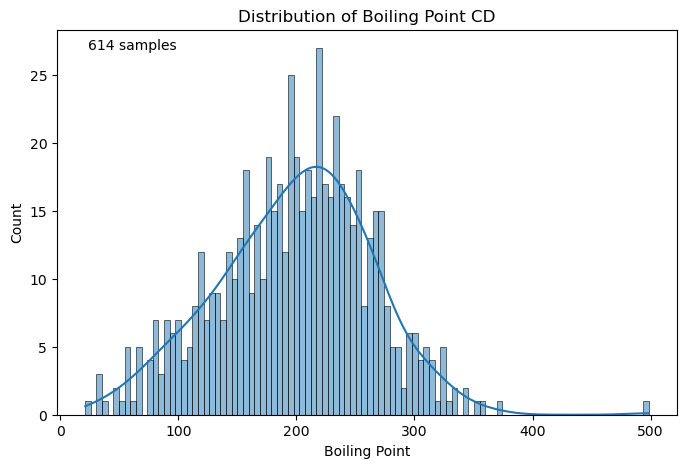 Distribution of Boiling Point CD
614 samples
Count
25
20
15
10
5
0
0 100 200 300 400 500
Boiling Point